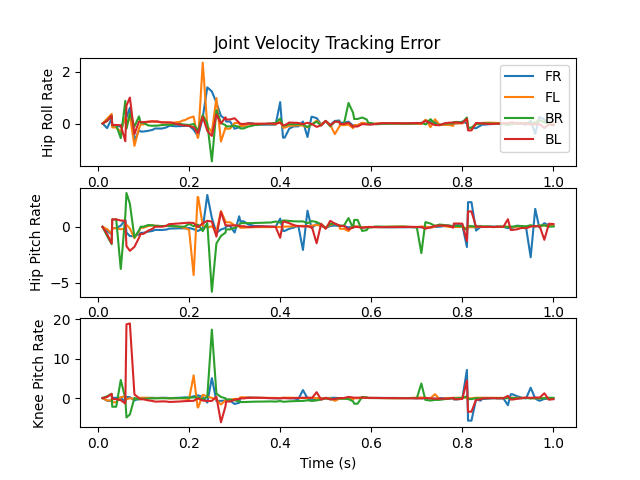 Joint Velocity Tracking Error
Hip Roll Rate
2
0
FR
FL
BR
BL
0.0 0.2 0.4 0.6 0.8 1.0
Hip Pitch Rate
0
−5
0.0 0.2 0.4 0.6 0.8 1.0
Knee Pitch Rate
20
10
0
0.0 0.2 0.4 0.6 0.8 1.0
Time (s)